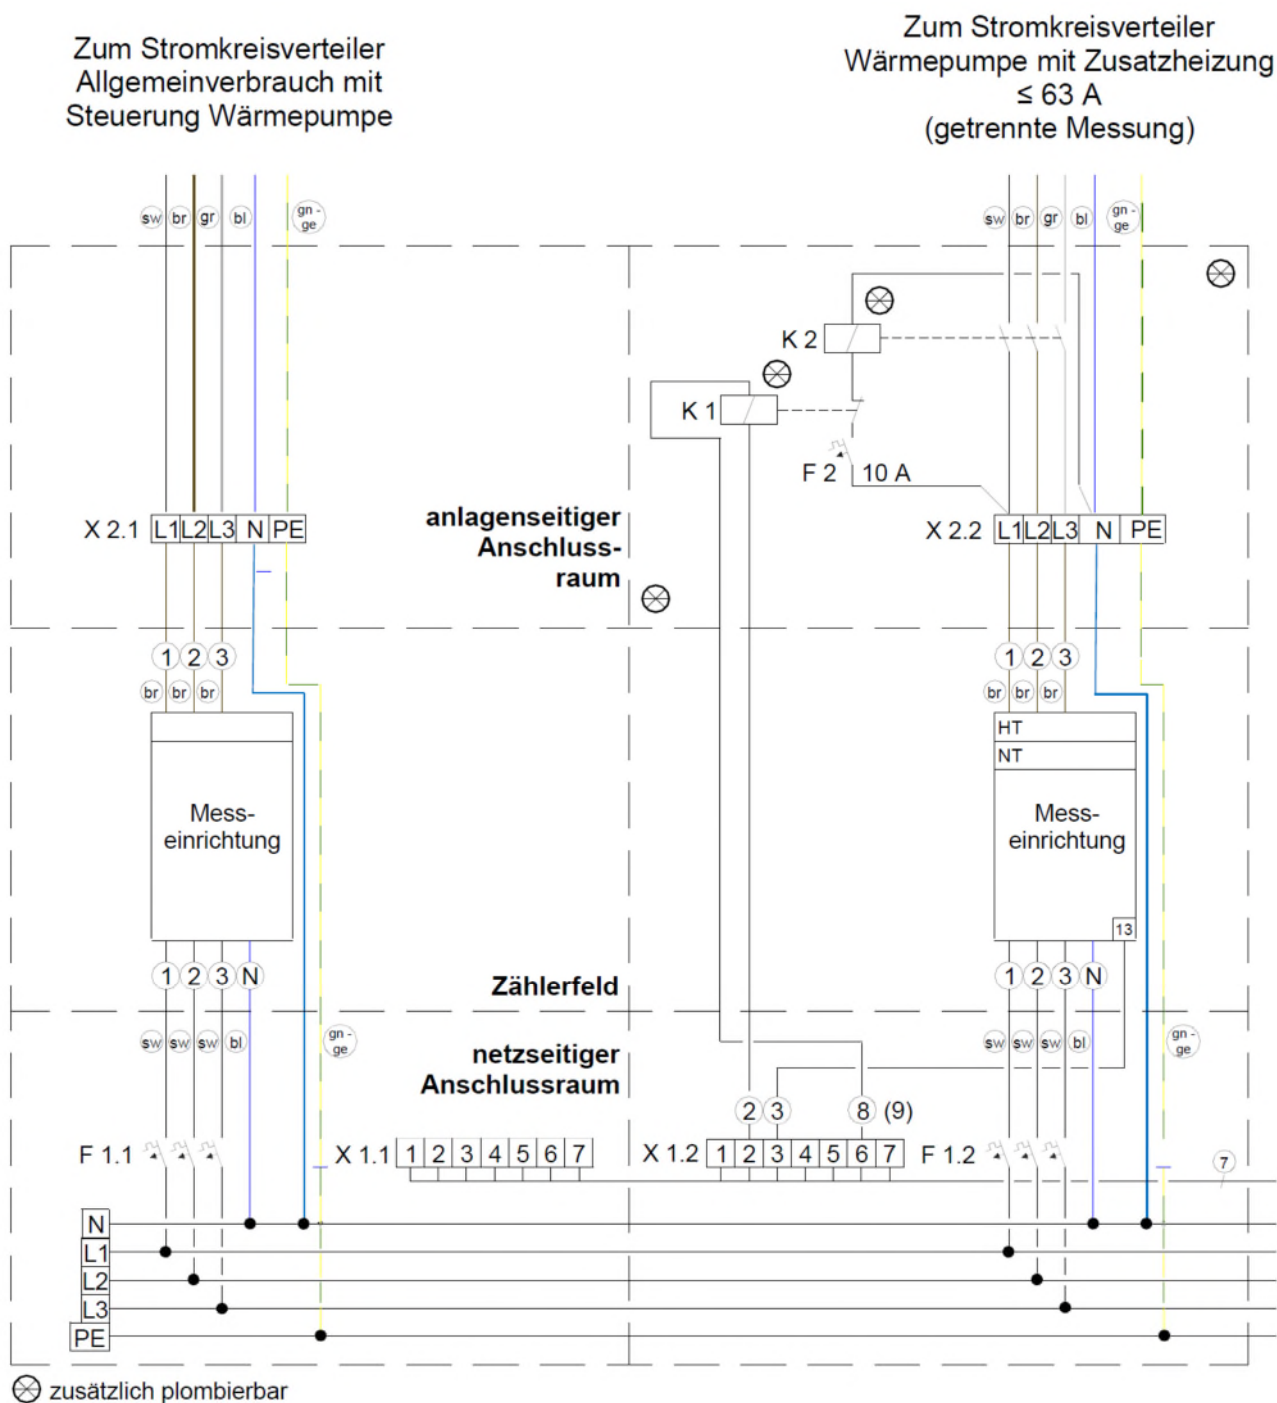 Zum Stromkreisverteiler
Allgemeinverbrauch mit
Steuerung Wärmepumpe
Zum Stromkreisverteiler
Wärmepumpe mit Zusatzheizung
≤ 63 A
(getrennte Messung)
sw br gr bl gn - ge
sw br gr bl gn - ge
K 2
K 1
F 2 10 A
X 2.1 L1 L2 L3 N PE
anlagenseitiger
Anschluss-
raum
X 2.2 L1 L2 L3 N PE
1 2 3
br br br
1 2 3
br br br
HT
NT
Mess-
einrichtung
Mess-
einrichtung
13
1 2 3 N
Zählerfeld
1 2 3 N
sw sw sw bl gn - ge
netzseitiger
Anschlussraum
sw sw sw bl gn - ge
2 3 8 (9)
F 1.1
X 1.1 1 2 3 4 5 6 7
X 1.2 1 2 3 4 5 6 7
F 1.2
7
N
L1
L2
L3
PE
zusätzlich plombierbar